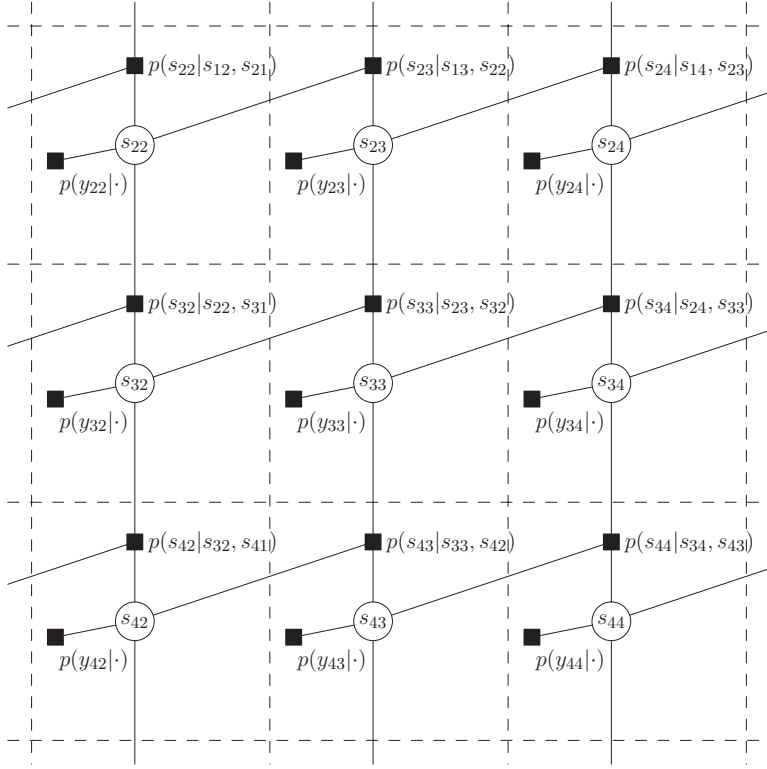 p(s22|s12, s21) p(s23|s13, s22) p(s24|s14, s23)
s22 s23 s24
p(y22|·) p(y23|·) p(y24|·)
p(s32|s22, s31) p(s33|s23, s32) p(s34|s24, s33)
s32 s33 s34
p(y32|·) p(y33|·) p(y34|·)
p(s42|s32, s41) p(s43|s33, s42) p(s44|s34, s43)
s42 s43 s44
p(y42|·) p(y43|·) p(y44|·)